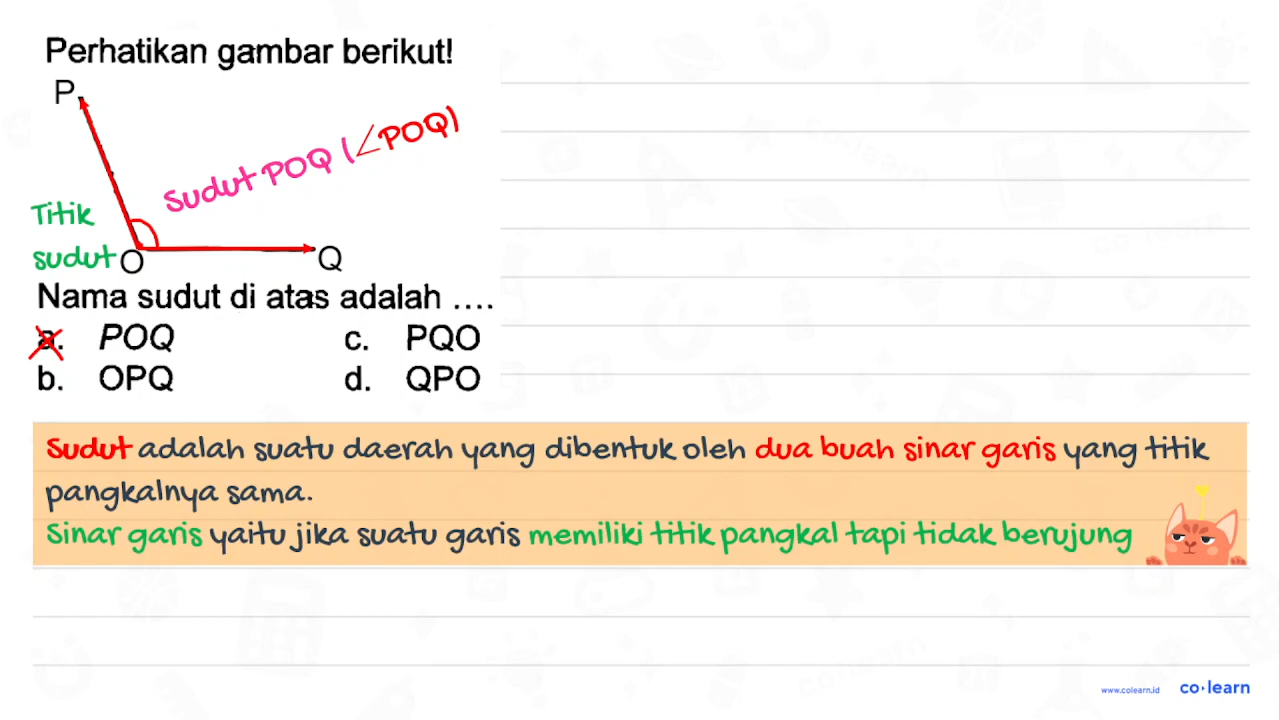 Perhatikan gambar berikut!
P
Sudut POQ (∠POQ)
Titik
sudut O
Q
Nama sudut di atas adalah ....
a. POQ c. PQO
b. OPQ d. QPO
Sudut adalah suatu daerah yang dibentuk oleh dua buah sinar garis yang titik
pangkalnya sama.
Sinar garis yaitu jika suatu garis memiliki titik pangkal tapi tidak berujung
www.colearn.id co·learn